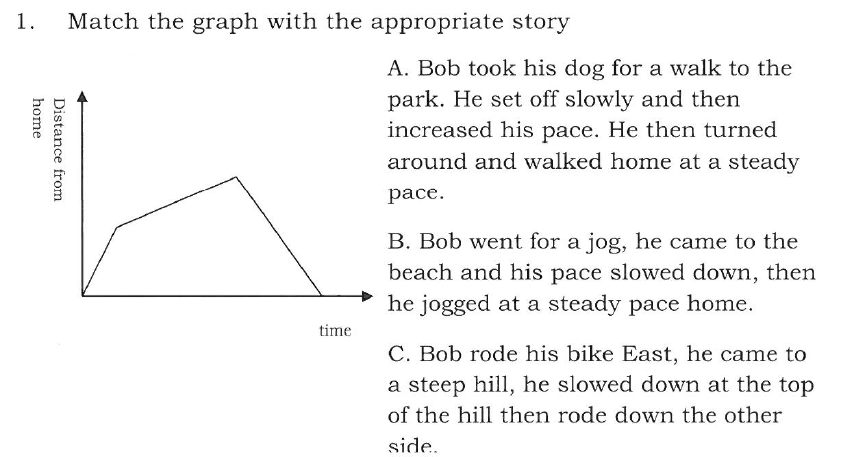 1. Match the graph with the appropriate story
Distance from
home
time
A. Bob took his dog for a walk to the
park. He set off slowly and then
increased his pace. He then turned
around and walked home at a steady
pace.
B. Bob went for a jog, he came to the
beach and his pace slowed down, then
he jogged at a steady pace home.
C. Bob rode his bike East, he came to
a steep hill, he slowed down at the top
of the hill then rode down the other
side.